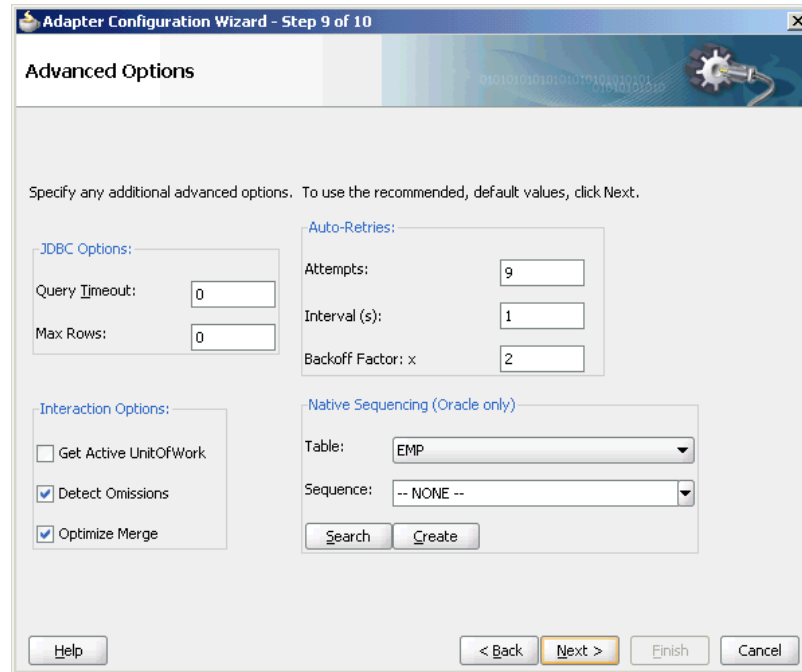 Adapter Configuration Wizard - Step 9 of 10
Advanced Options
Specify any additional advanced options. To use the recommended, default values, click Next.
JDBC Options:
Query Timeout: 0
Max Rows: 0
Auto-Retries:
Attempts: 9
Interval (s): 1
Backoff Factor: x 2
Interaction Options:
Get Active UnitOfWork
Detect Omissions
Optimize Merge
Native Sequencing (Oracle only)
Table: EMP
Sequence: -- NONE --
Search Create
Help < Back Next > Finish Cancel